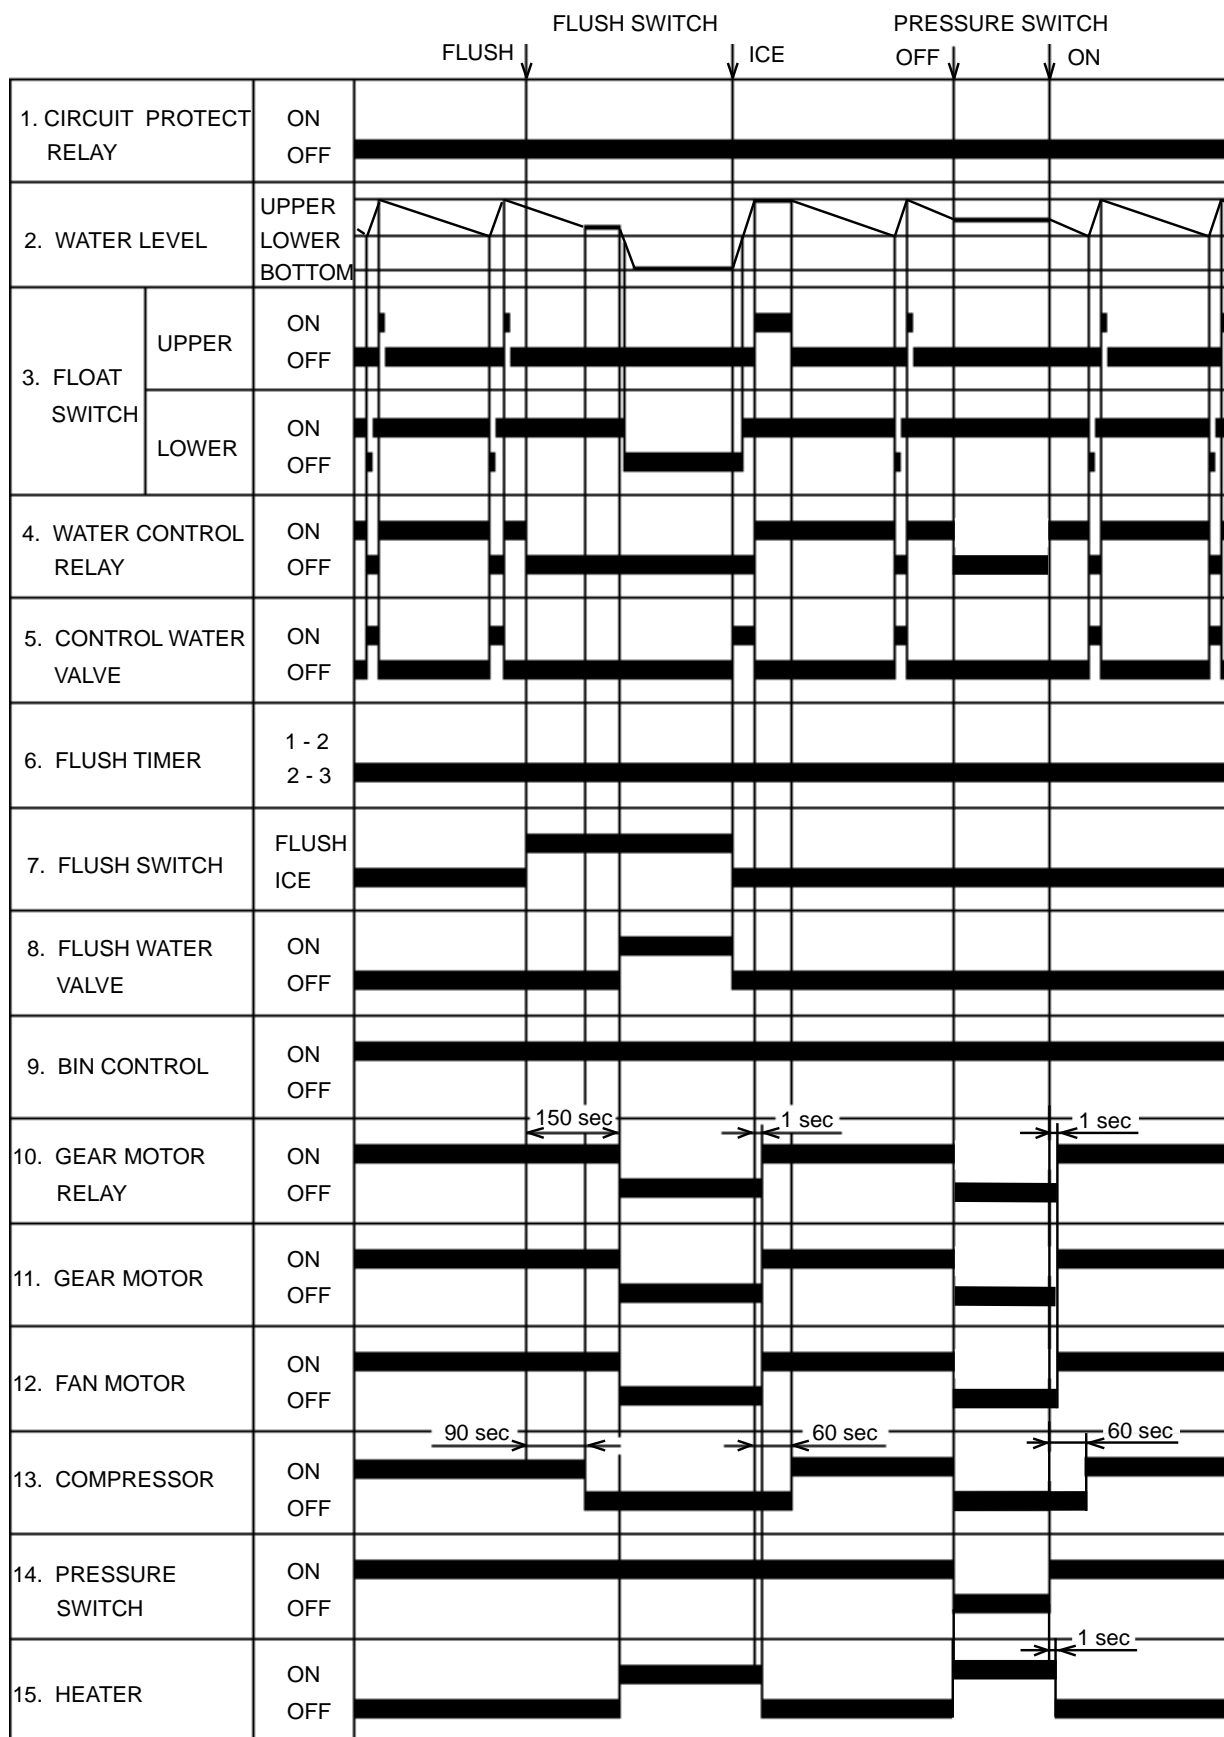 FLUSH SWITCH PRESSURE SWITCH
FLUSH ICE OFF ON
1. CIRCUIT PROTECT ON
RELAY OFF
UPPER
2. WATER LEVEL LOWER
BOTTOM
ON
UPPER OFF
3. FLOAT
SWITCH ON
LOWER OFF
4. WATER CONTROL ON
RELAY OFF
5. CONTROL WATER ON
VALVE OFF
1 - 2
6. FLUSH TIMER
2 - 3
FLUSH
7. FLUSH SWITCH ICE
8. FLUSH WATER ON
VALVE OFF
ON
9. BIN CONTROL
OFF
150 sec 1 sec 1 sec
10. GEAR MOTOR ON
RELAY OFF
ON
11. GEAR MOTOR
OFF
ON
12. FAN MOTOR
OFF
90 sec 60 sec 60 sec
ON
13. COMPRESSOR
OFF
14. PRESSURE ON
SWITCH OFF
1 sec
ON
15. HEATER
OFF